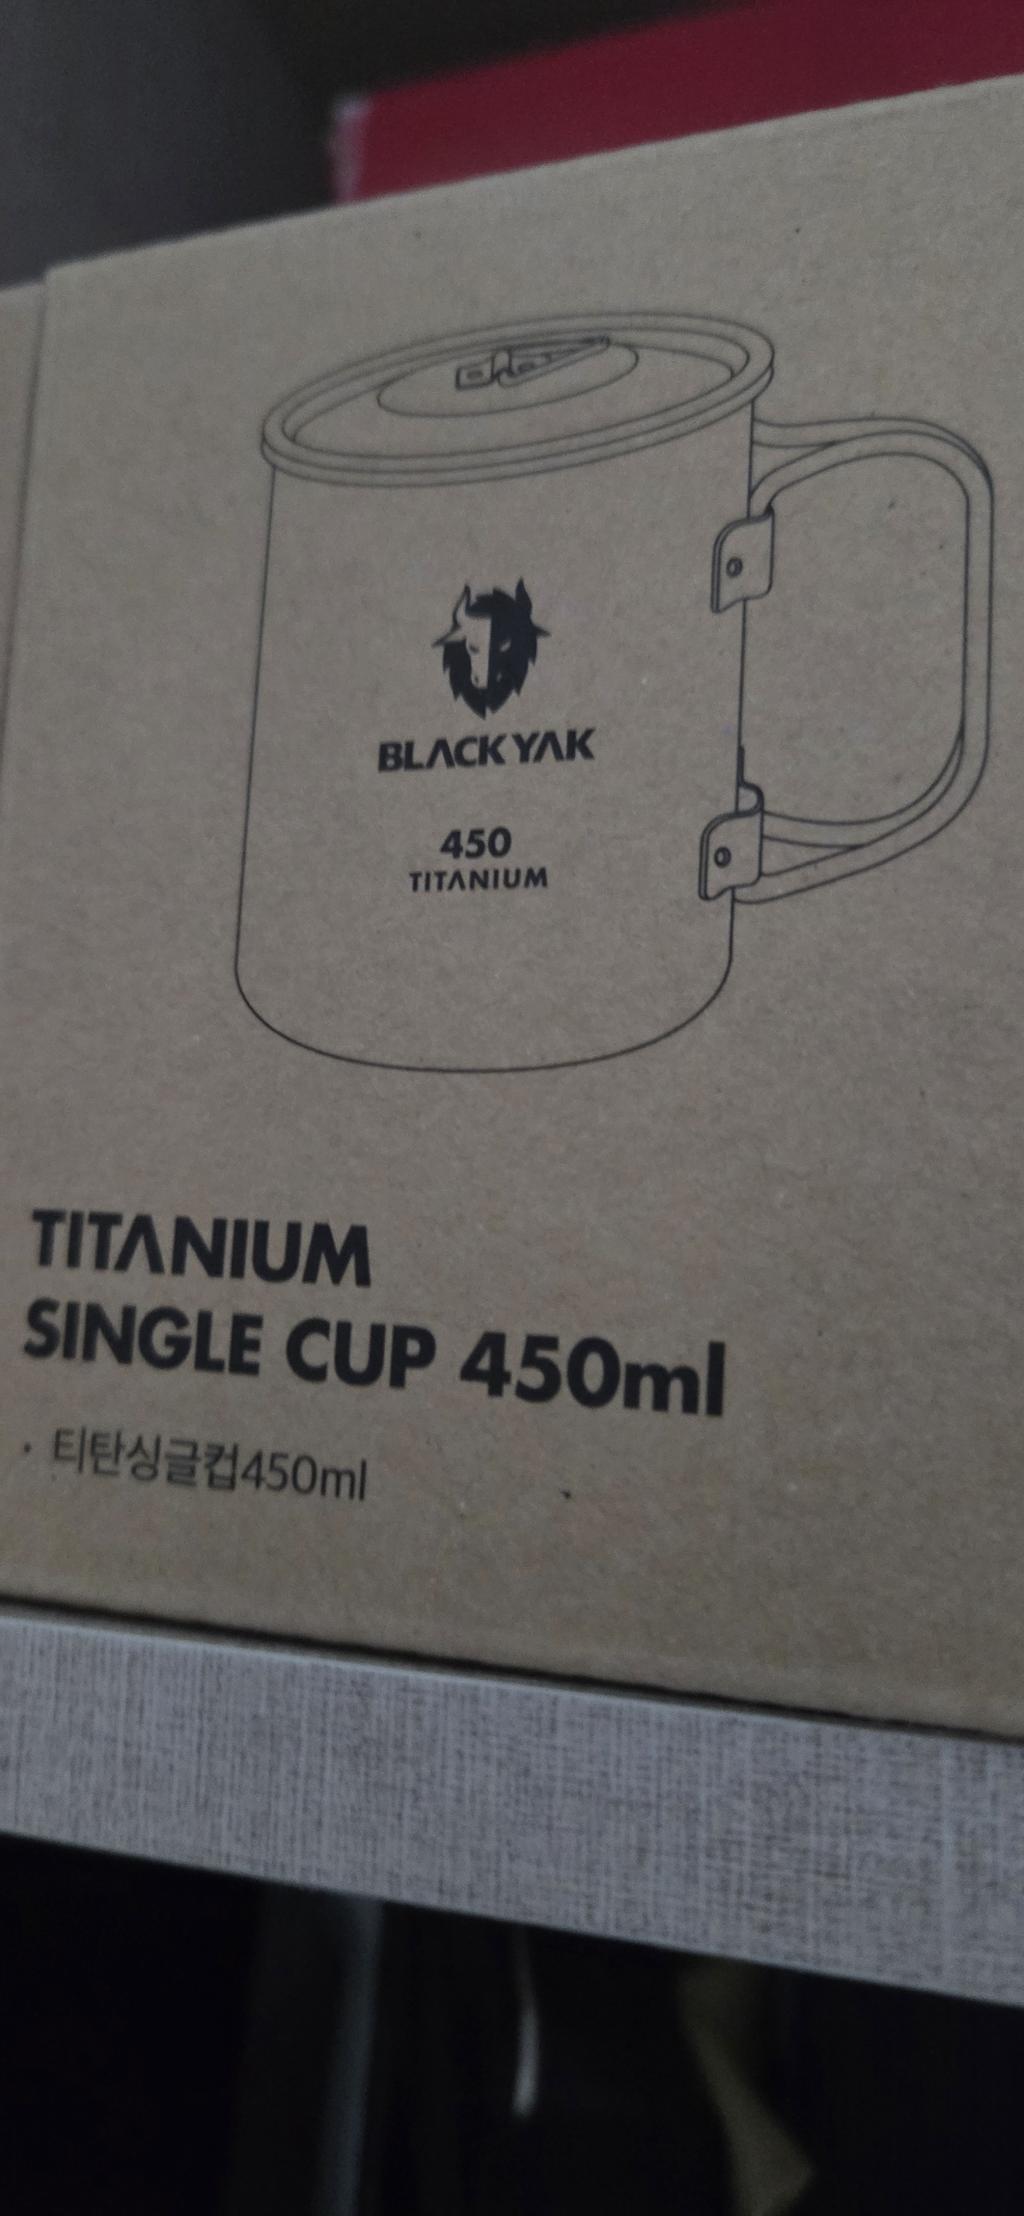 BLACK YAK
450
TITANIUM
TITANIUM
SINGLE CUP 450ml
· 티탄싱글컵450ml